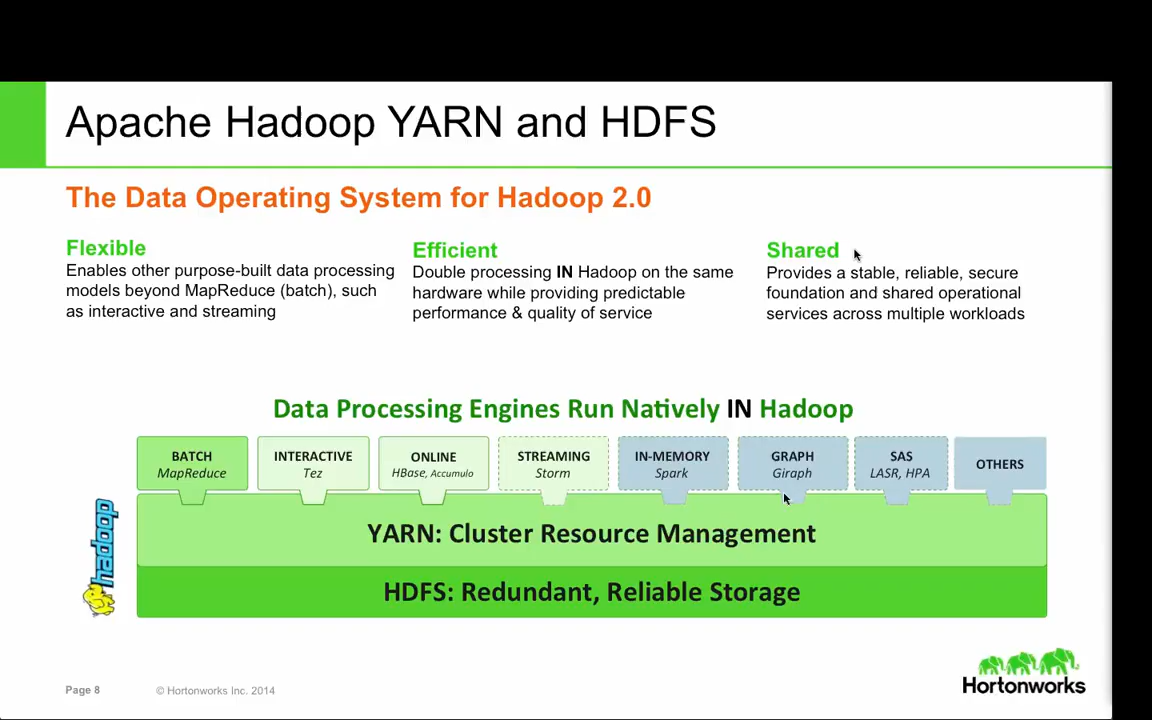 Apache Hadoop YARN and HDFS
The Data Operating System for Hadoop 2.0
Flexible
Enables other purpose-built data processing
models beyond MapReduce (batch), such
as interactive and streaming
Efficient
Double processing IN Hadoop on the same
hardware while providing predictable
performance & quality of service
Shared
Provides a stable, reliable, secure
foundation and shared operational
services across multiple workloads
Data Processing Engines Run Natively IN Hadoop
BATCH
MapReduce
INTERACTIVE
Tez
ONLINE
HBase, Accumulo
STREAMING
Storm
IN-MEMORY
Spark
GRAPH
Giraph
SAS
LASR, HPA
OTHERS
YARN: Cluster Resource Management
HDFS: Redundant, Reliable Storage
hadoop
Page 8
© Hortonworks Inc. 2014
Hortonworks